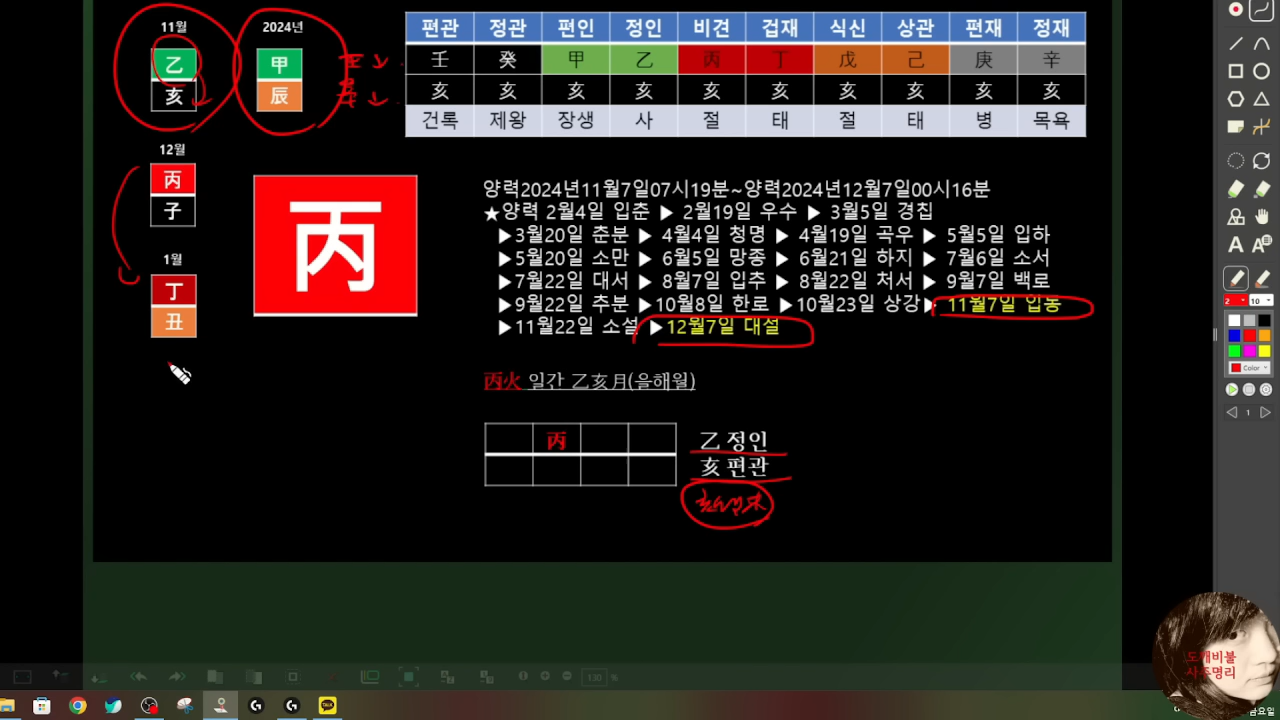 11월
2024년
乙
甲
亥
辰
12월
丙
子
1월
丁
丑
편관 정관 편인 정인 비견 겁재 식신 상관 편재 정재
壬 癸 甲 乙 丙 丁 戊 己 庚 辛
亥 亥 亥 亥 亥 亥 亥 亥 亥 亥
건록 제왕 장생 사 절 태 절 태 병 목욕
丙
양력2024년11월7일07시19분~양력2024년12월7일00시16분
★양력 2월4일 입춘 ▶ 2월19일 우수 ▶ 3월5일 경칩
▶3월20일 춘분 ▶ 4월4일 청명 ▶ 4월19일 곡우 ▶ 5월5일 입하
▶5월20일 소만 ▶ 6월5일 망종 ▶ 6월21일 하지 ▶ 7월6일 소서
▶7월22일 대서 ▶ 8월7일 입추 ▶ 8월22일 처서 ▶ 9월7일 백로
▶9월22일 추분 ▶10월8일 한로 ▶10월23일 상강▶ 11월7일 입동
▶11월22일 소설 ▶12월7일 대설
丙火 일간 乙亥月(을해월)
丙
乙 정인
亥 편관
2
10
Color
1
130 %
도깨비불
사주명리
TALK
금요일